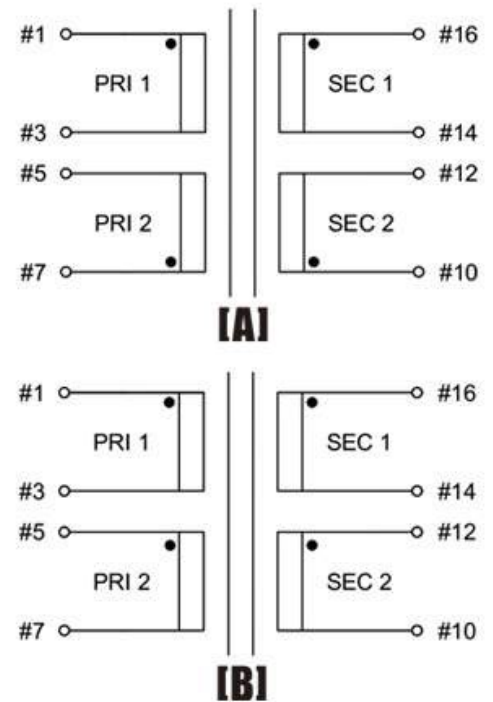 #1 #16
PRI 1 SEC 1
#3 #14
#5 #12
PRI 2 SEC 2
#7 #10
[A]
#1 #16
PRI 1 SEC 1
#3 #14
#5 #12
PRI 2 SEC 2
#7 #10
[B]